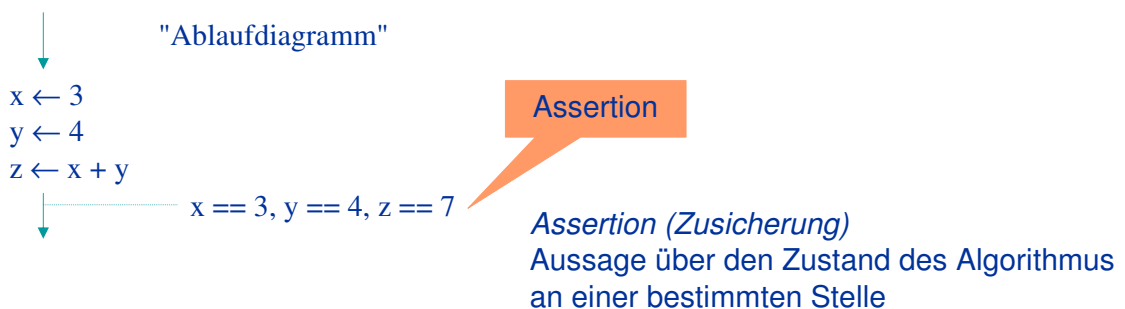 "Ablaufdiagramm"
x ← 3
y ← 4
z ← x + y
Assertion
x == 3, y == 4, z == 7
Assertion (Zusicherung)
Aussage über den Zustand des Algorithmus
an einer bestimmten Stelle